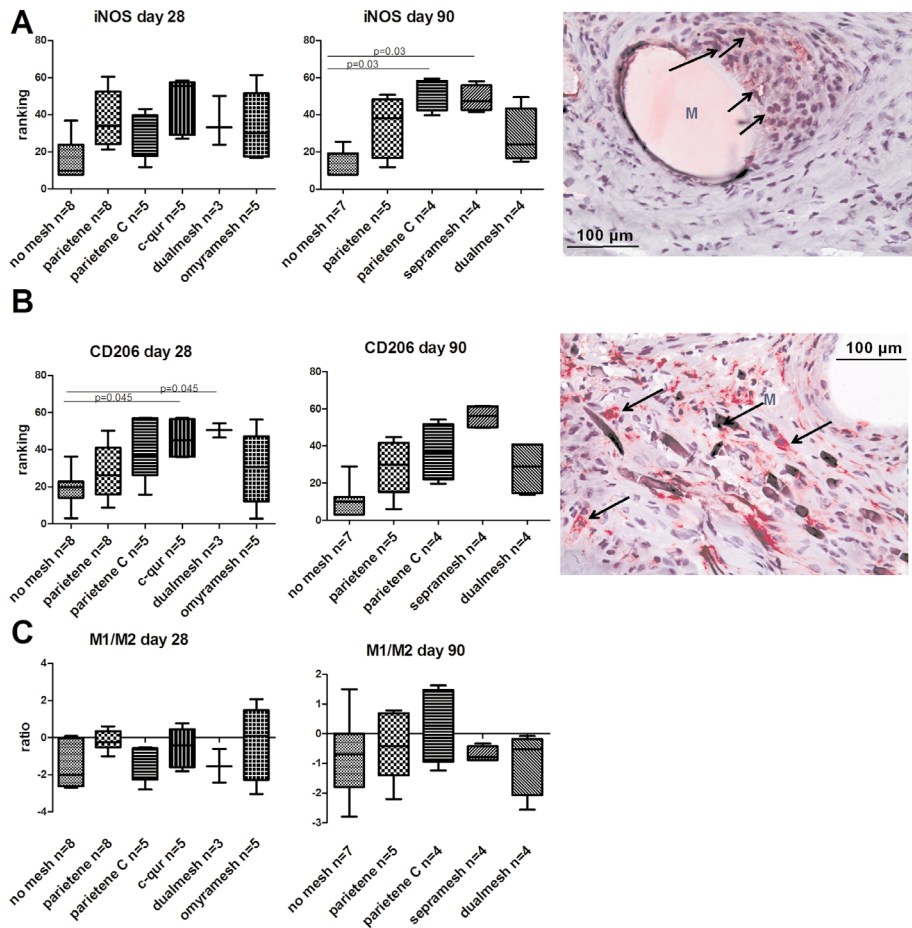 A
iNOS day 28
ranking
80
60
40
20
0
no mesh n=8
parietene n=8
parietene C n=5
c-qur n=5
dualmesh n=3
omyramesh n=5
iNOS day 90
p=0.03
p=0.03
80
60
40
20
0
no mesh n=7
parietene n=5
parietene C n=4
sepramesh n=4
dualmesh n=4
M
100 µm
B
CD206 day 28
ranking
p=0.045
p=0.045
80
60
40
20
0
no mesh n=8
parietene n=8
parietene C n=5
c-qur n=5
dualmesh n=3
omyramesh n=5
CD206 day 90
80
60
40
20
0
no mesh n=7
parietene n=5
parietene C n=4
sepramesh n=4
dualmesh n=4
100 µm
M
C
M1/M2 day 28
ratio
4
2
0
-2
-4
no mesh n=8
parietene n=8
parietene C n=5
c-qur n=5
dualmesh n=3
omyramesh n=5
M1/M2 day 90
2
1
0
-1
-2
-3
no mesh n=7
parietene n=5
parietene C n=4
sepramesh n=4
dualmesh n=4